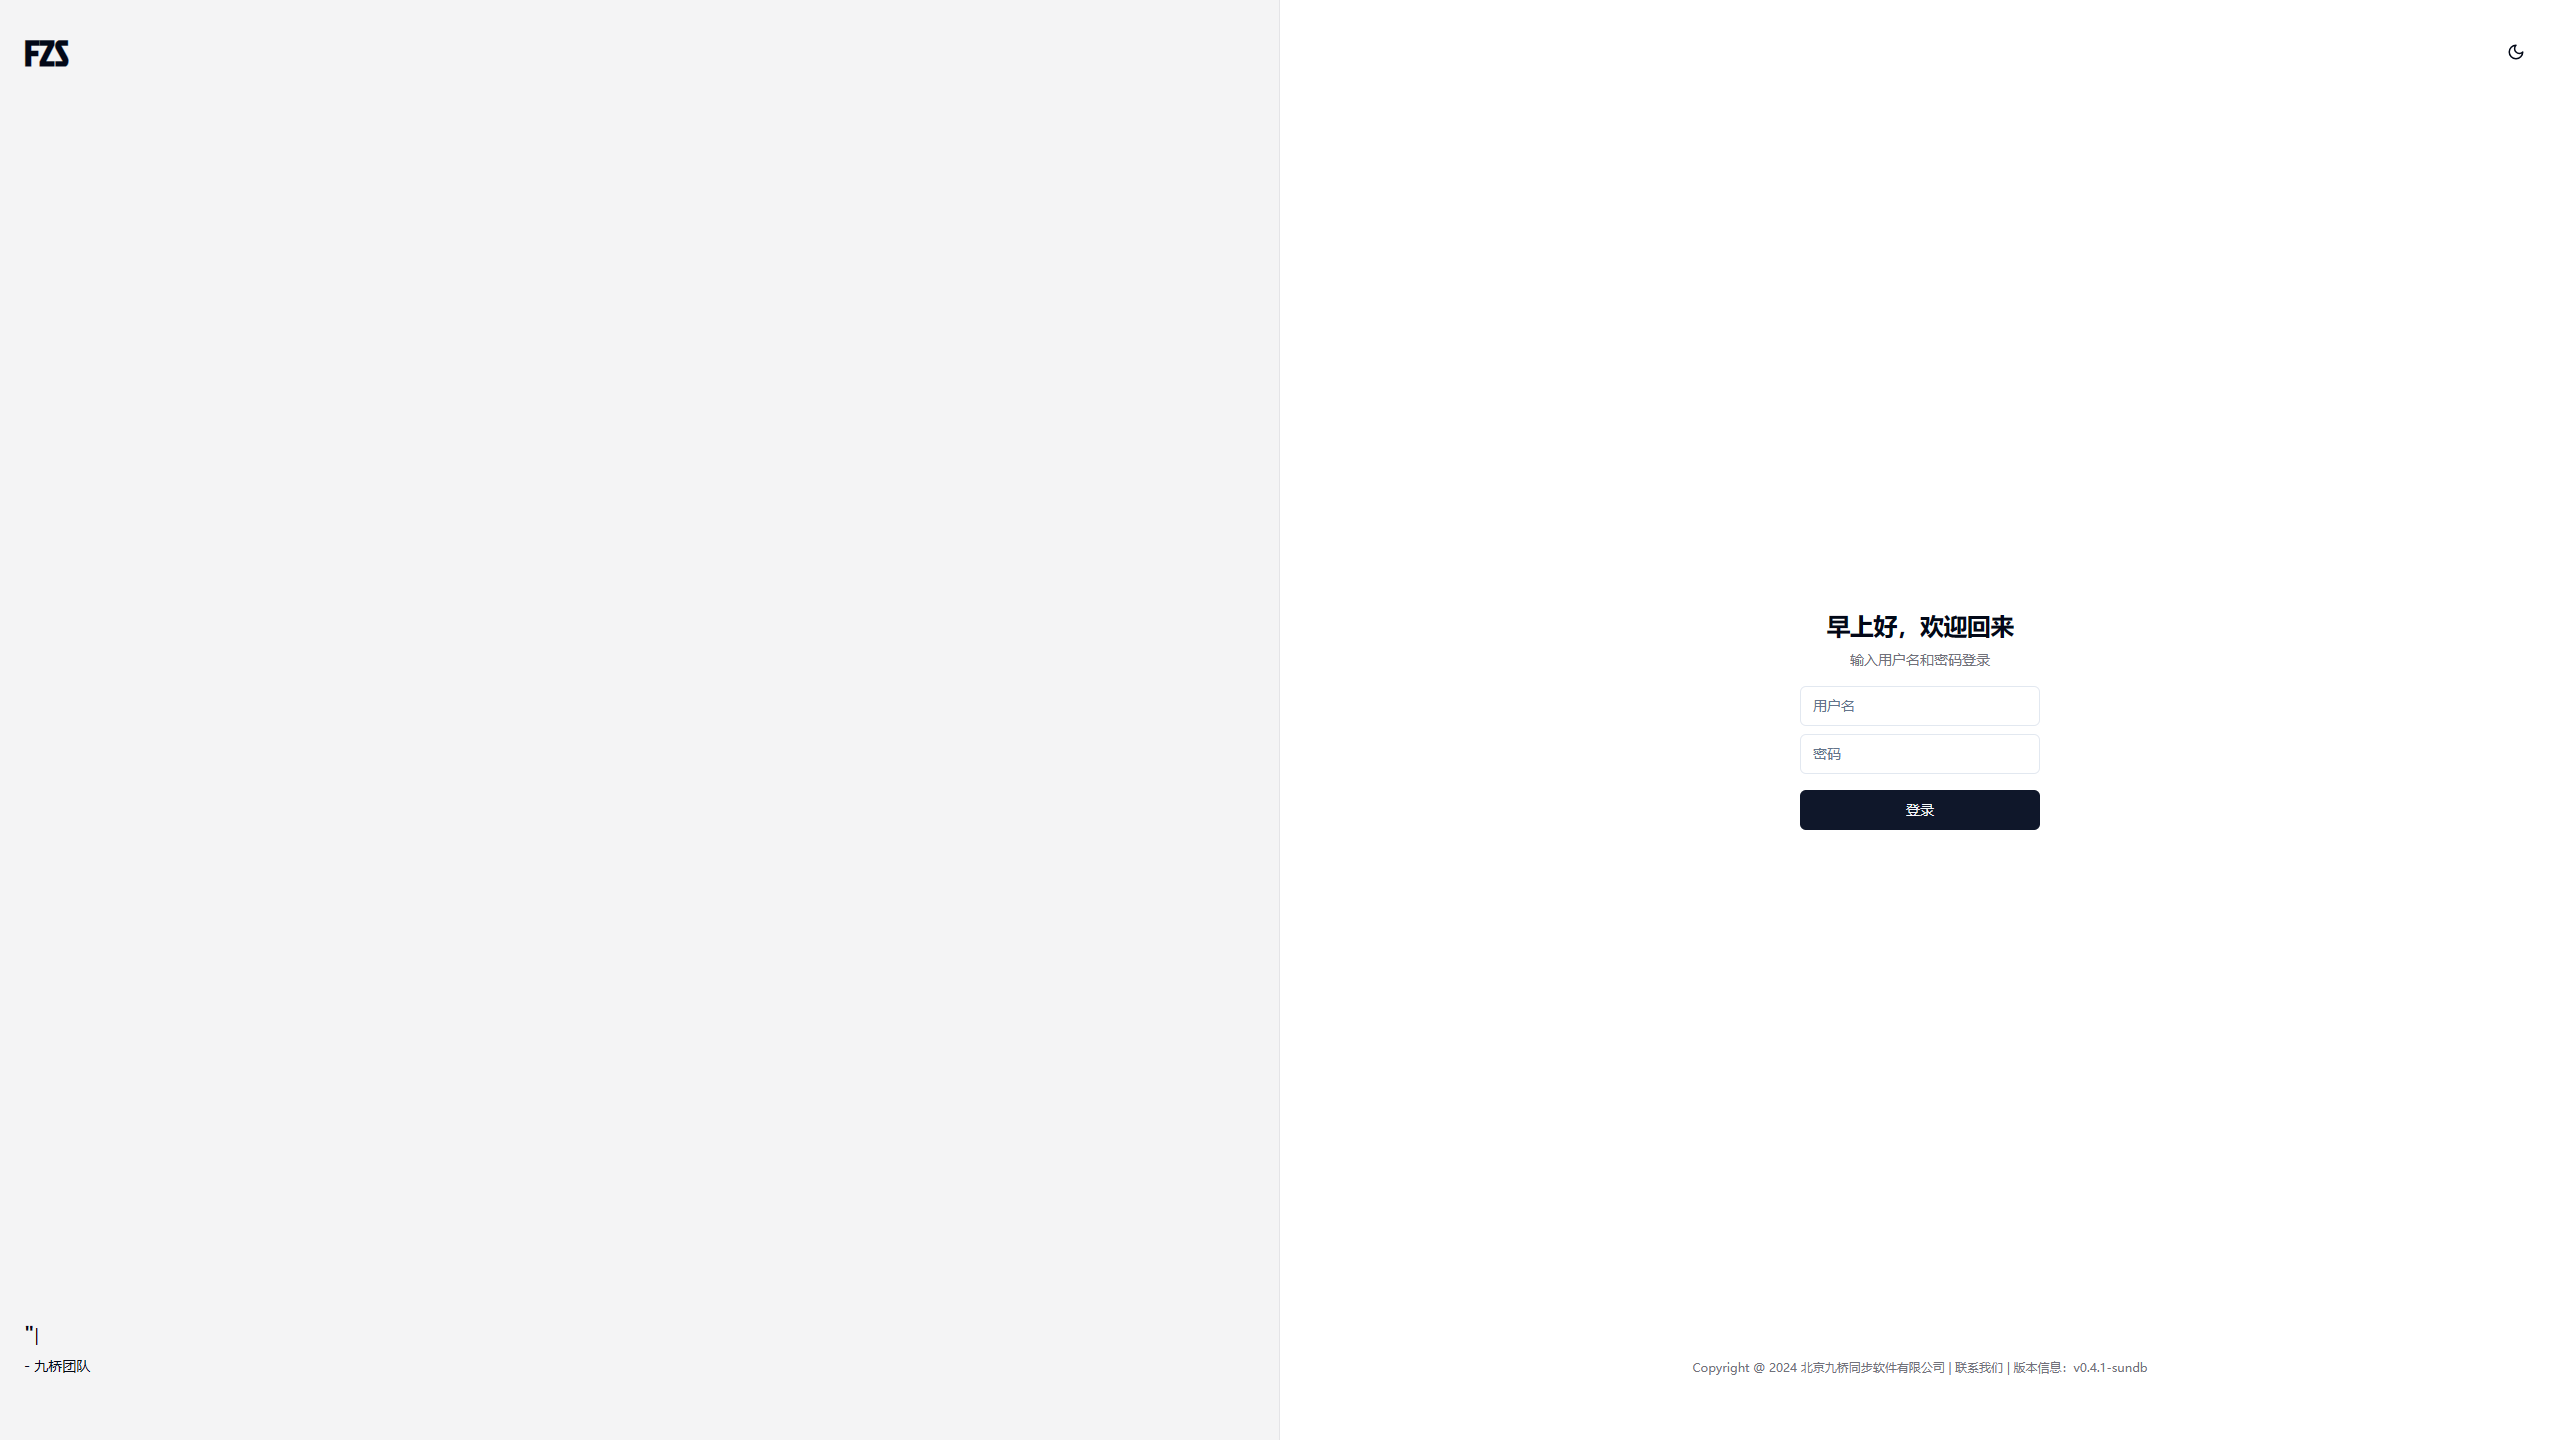 FZS
早上好，欢迎回来
输入用户名和密码登录
用户名
密码
登录
"|
- 九桥团队
Copyright @ 2024 北京九桥同步软件有限公司 | 联系我们 | 版本信息：v0.4.1-sundb